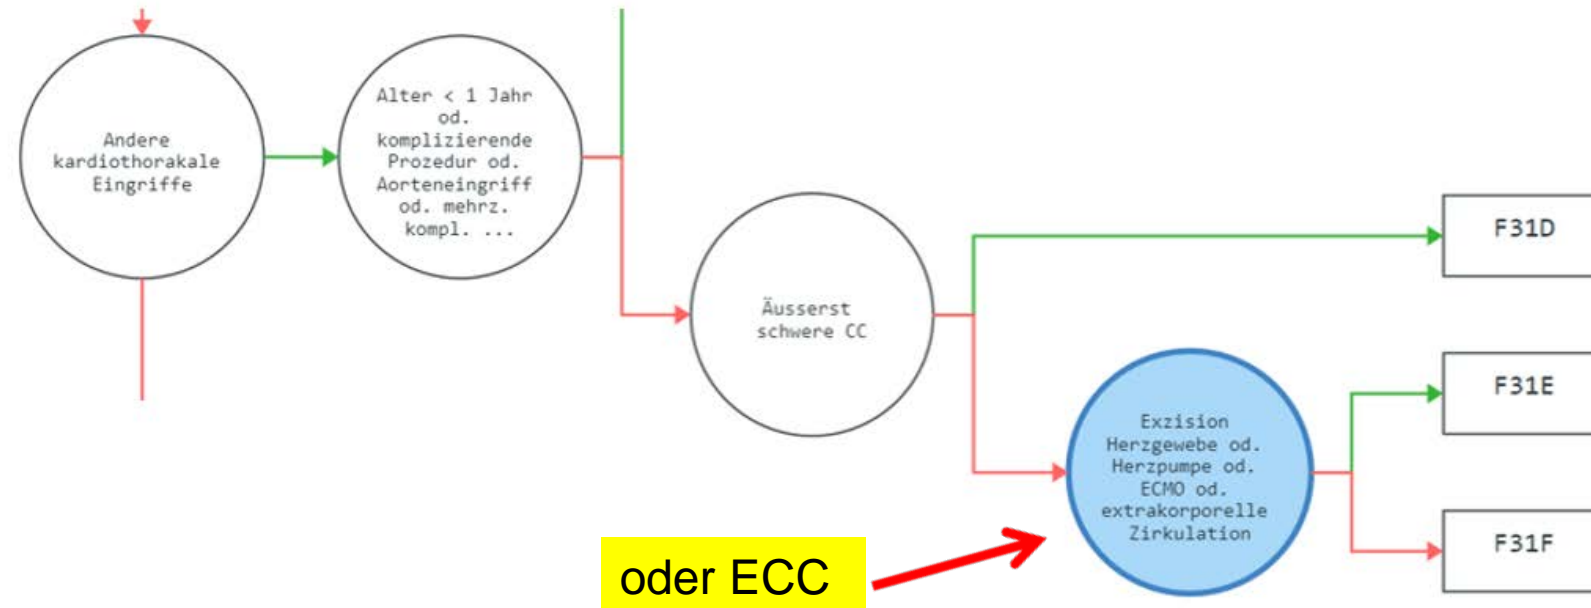 Andere
kardiothorakale
Eingriffe
Alter < 1 Jahr
od.
komplizierende
Prozedur od.
Aorteneingriff
od. mehrz.
kompl. ...
Äusserst
schwere CC
F31D
Exzision
Herzgewebe od.
Herzpumpe od.
ECMO od.
extrakorporelle
Zirkulation
F31E
F31F
oder ECC